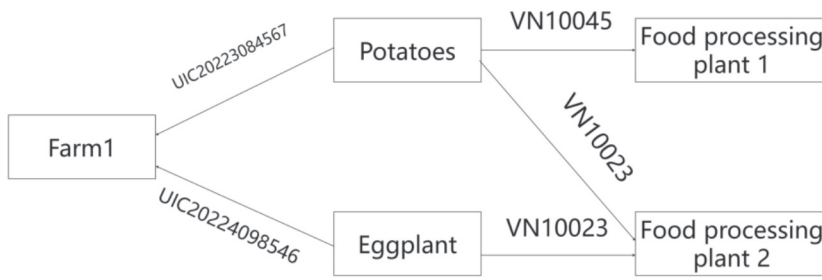 VN10045
Potatoes
Food processing
plant 1
UIC20223084567
VN10023
Farm1
UIC20224098546
Eggplant
VN10023
Food processing
plant 2